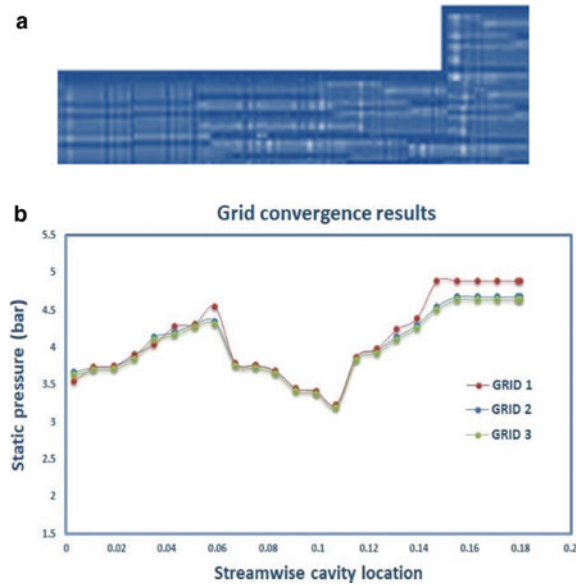 a
b
Grid convergence results
Static pressure (bar)
5.5
5
4.5
4
3.5
3
2.5
2
1.5
GRID 1
GRID 2
GRID 3
0 0.02 0.04 0.06 0.08 0.1 0.12 0.14 0.16 0.18 0.2
Streamwise cavity location